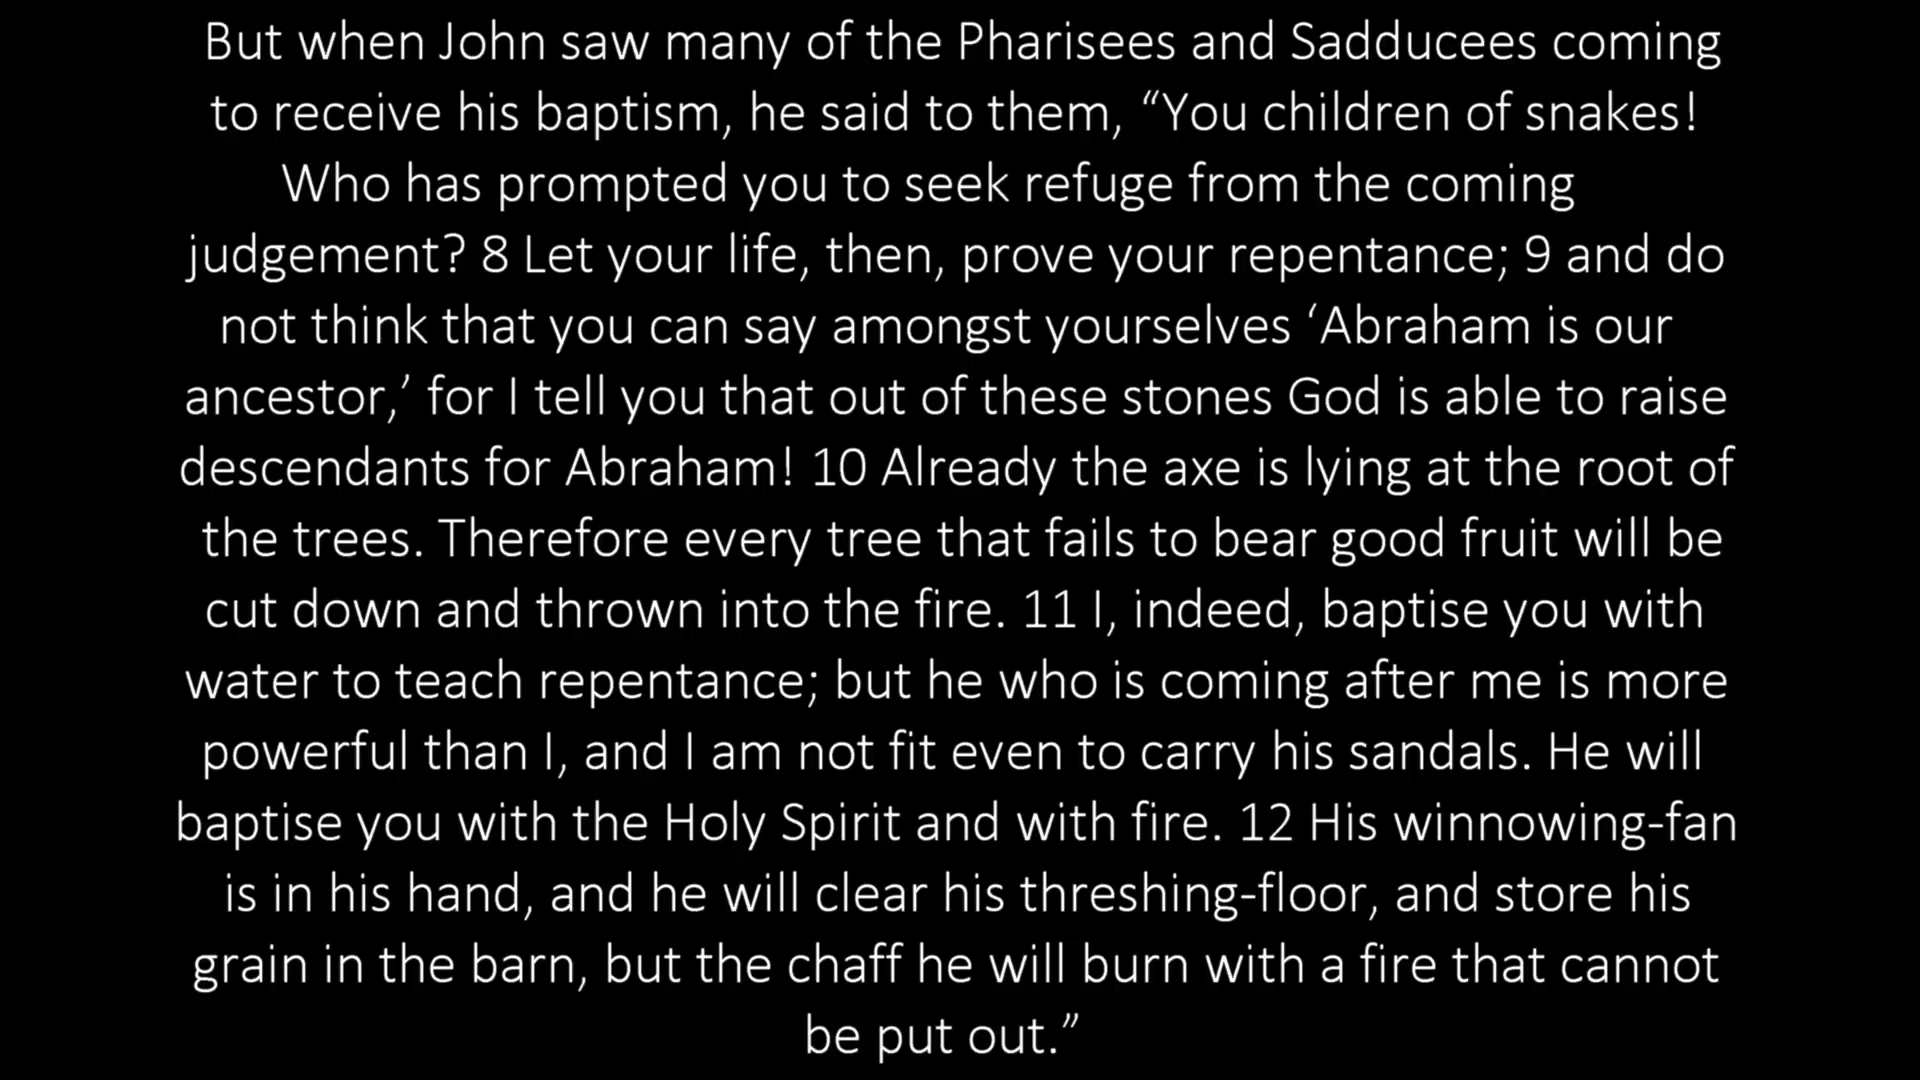 But when John saw many of the Pharisees and Sadducees coming
to receive his baptism, he said to them, “You children of snakes!
Who has prompted you to seek refuge from the coming
judgement? 8 Let your life, then, prove your repentance; 9 and do
not think that you can say amongst yourselves ‘Abraham is our
ancestor,’ for I tell you that out of these stones God is able to raise
descendants for Abraham! 10 Already the axe is lying at the root of
the trees. Therefore every tree that fails to bear good fruit will be
cut down and thrown into the fire. 11 I, indeed, baptise you with
water to teach repentance; but he who is coming after me is more
powerful than I, and I am not fit even to carry his sandals. He will
baptise you with the Holy Spirit and with fire. 12 His winnowing-fan
is in his hand, and he will clear his threshing-floor, and store his
grain in the barn, but the chaff he will burn with a fire that cannot
be put out.”